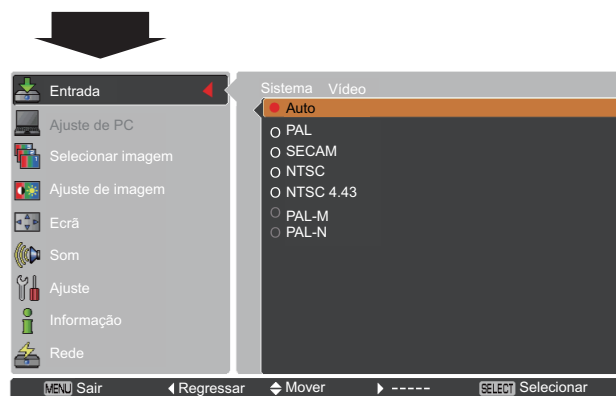 Entrada
Ajuste de PC
Selecionar imagem
Ajuste de imagem
Ecrã
Som
Ajuste
Informação
Rede
Sistema Vídeo
Auto
PAL
SECAM
NTSC
NTSC 4.43
PAL-M
PAL-N
MENU Sair Regressar Mover ----- SELECT Selecionar